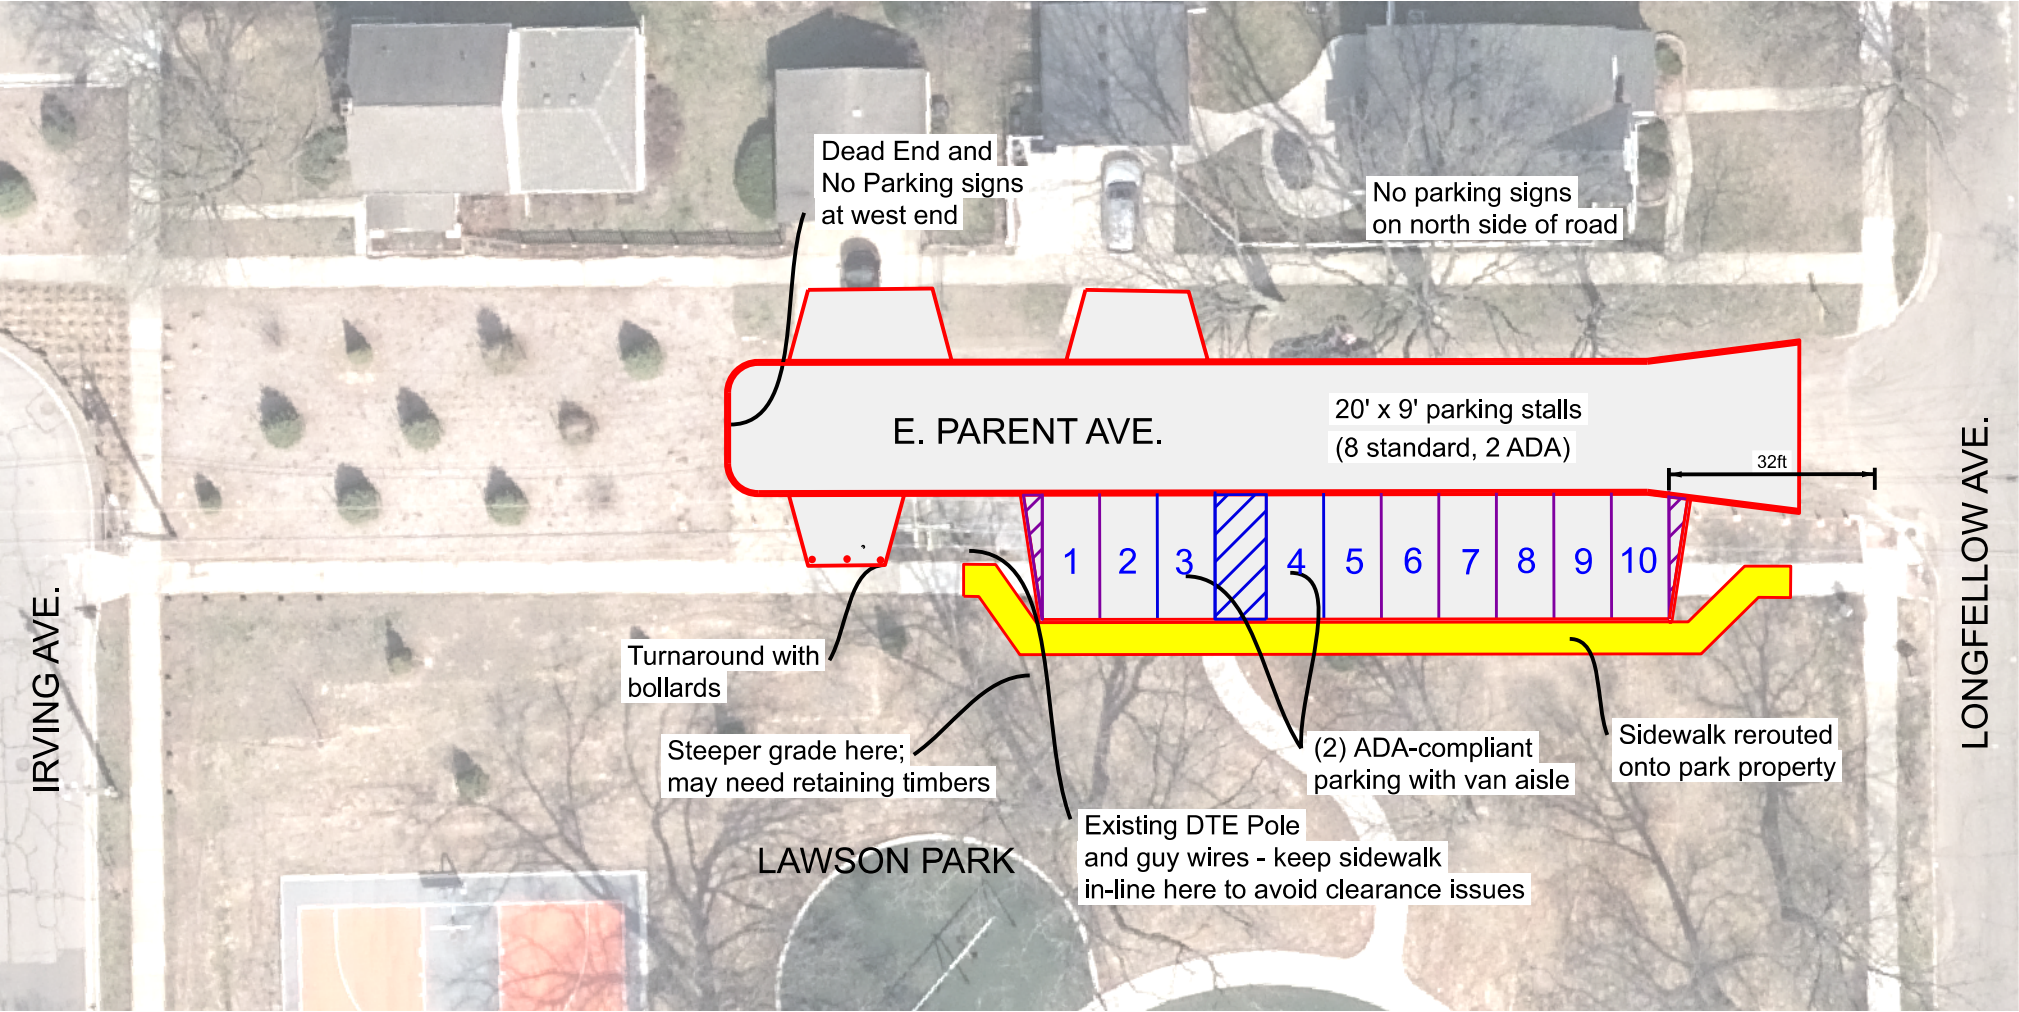 Dead End and
No Parking signs
at west end
No parking signs
on north side of road
E. PARENT AVE.
20' x 9' parking stalls
(8 standard, 2 ADA)
32ft
1 2 3 4 5 6 7 8 9 10
IRVING AVE.
LONGFELLOW AVE.
Turnaround with
bollards
Steeper grade here;
may need retaining timbers
(2) ADA-compliant
parking with van aisle
Sidewalk rerouted
onto park property
Existing DTE Pole
and guy wires - keep sidewalk
in-line here to avoid clearance issues
LAWSON PARK